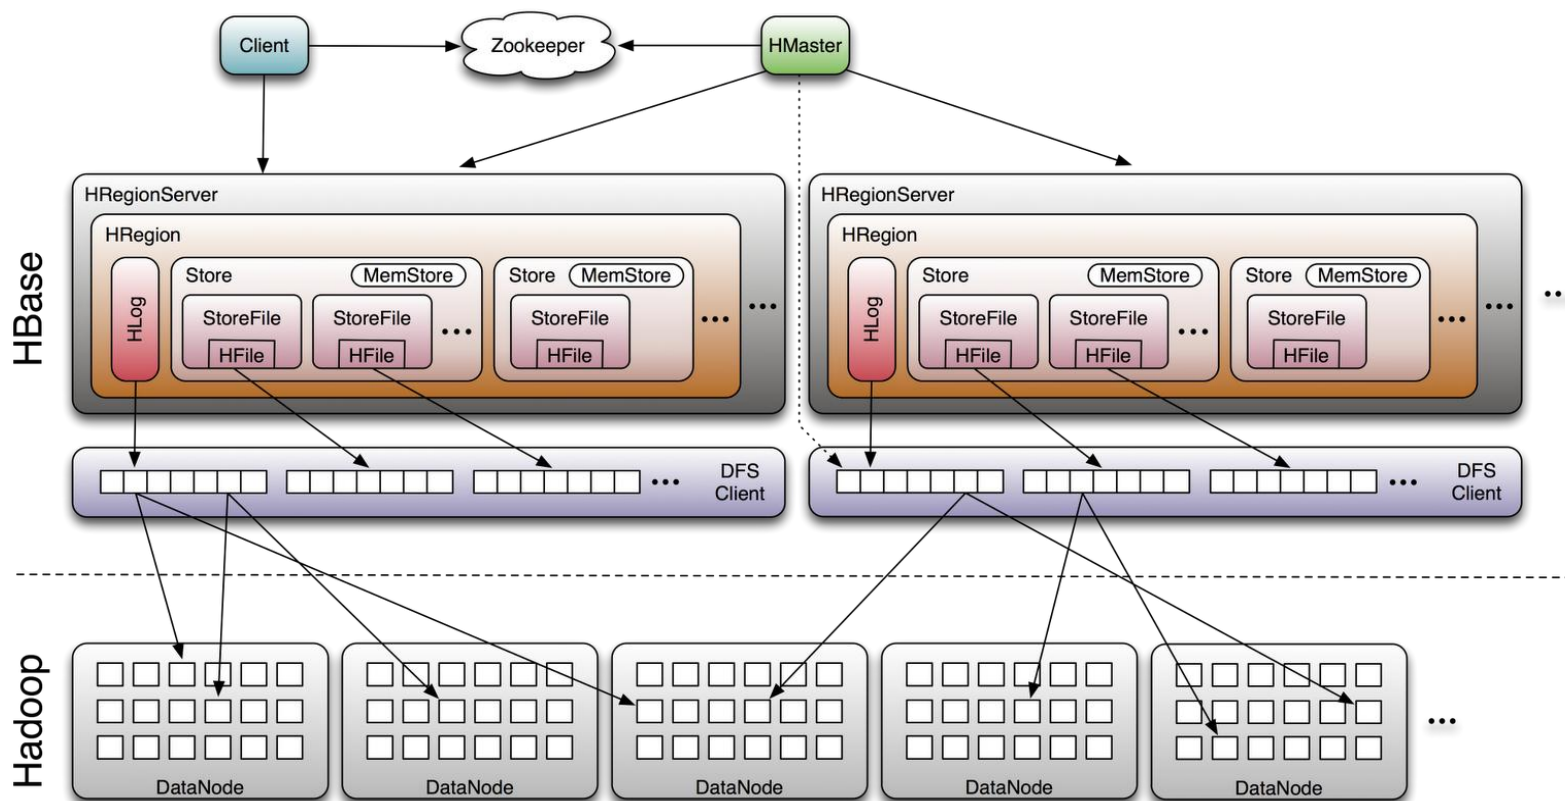 Client
Zookeeper
HMaster
HBase
HRegionServer
HRegion
HLog
Store
MemStore
StoreFile
HFile
StoreFile
HFile
...
Store
MemStore
StoreFile
HFile
...
...
HRegionServer
HRegion
HLog
Store
MemStore
StoreFile
HFile
StoreFile
HFile
...
Store
MemStore
StoreFile
HFile
...
...
..
...
DFS
Client
...
DFS
Client
Hadoop
DataNode
DataNode
DataNode
DataNode
DataNode
...